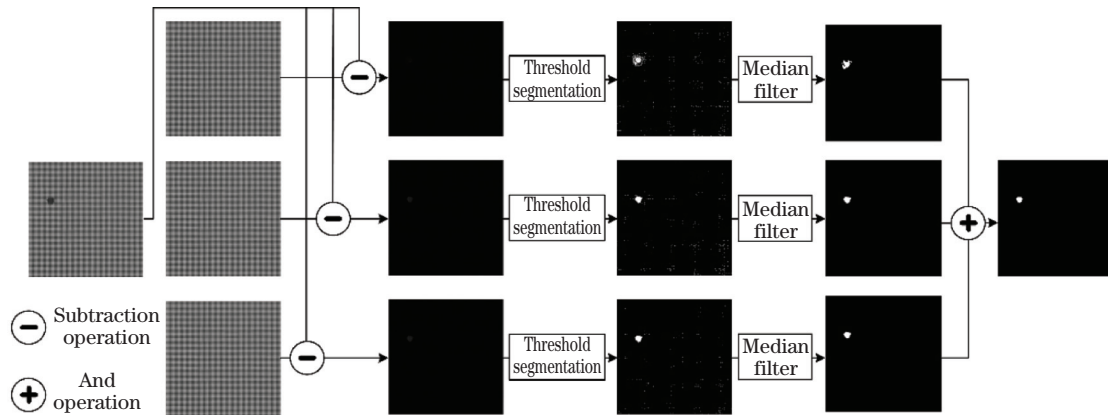 Threshold
segmentation
Median
filter
Threshold
segmentation
Median
filter
Subtraction
operation
Threshold
segmentation
Median
filter
And
operation